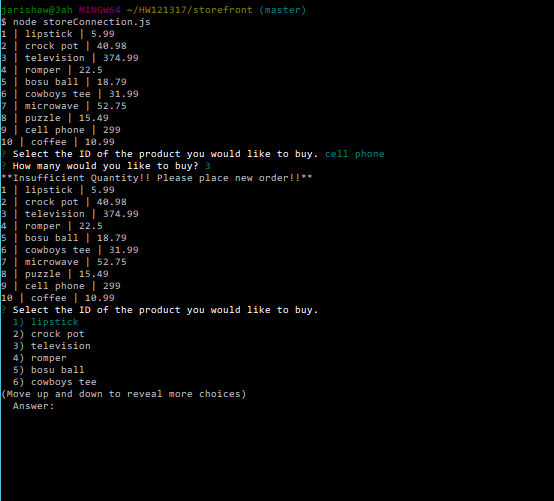 jarishaw@Jah MINGW64 ~/HW121317/storefront (master)
$ node storeConnection.js
1 | lipstick | 5.99
2 | crock pot | 40.98
3 | television | 374.99
4 | romper | 22.5
5 | bosu ball | 18.79
6 | cowboys tee | 31.99
7 | microwave | 52.75
8 | puzzle | 15.49
9 | cell phone | 299
10 | coffee | 10.99
? Select the ID of the product you would like to buy. cell phone
? How many would you like to buy? 3
**Insufficient Quantity!! Please place new order!!**
1 | lipstick | 5.99
2 | crock pot | 40.98
3 | television | 374.99
4 | romper | 22.5
5 | bosu ball | 18.79
6 | cowboys tee | 31.99
7 | microwave | 52.75
8 | puzzle | 15.49
9 | cell phone | 299
10 | coffee | 10.99
? Select the ID of the product you would like to buy.
1) lipstick
2) crock pot
3) television
4) romper
5) bosu ball
6) cowboys tee
(Move up and down to reveal more choices)
Answer: